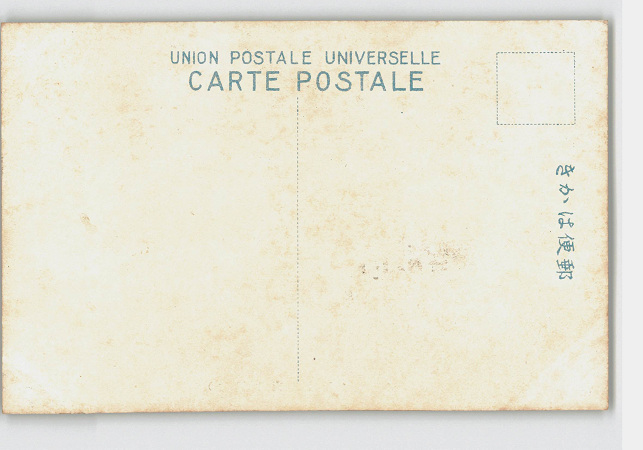 UNION POSTALE UNIVERSELLE
CARTE POSTALE
郵便はかき